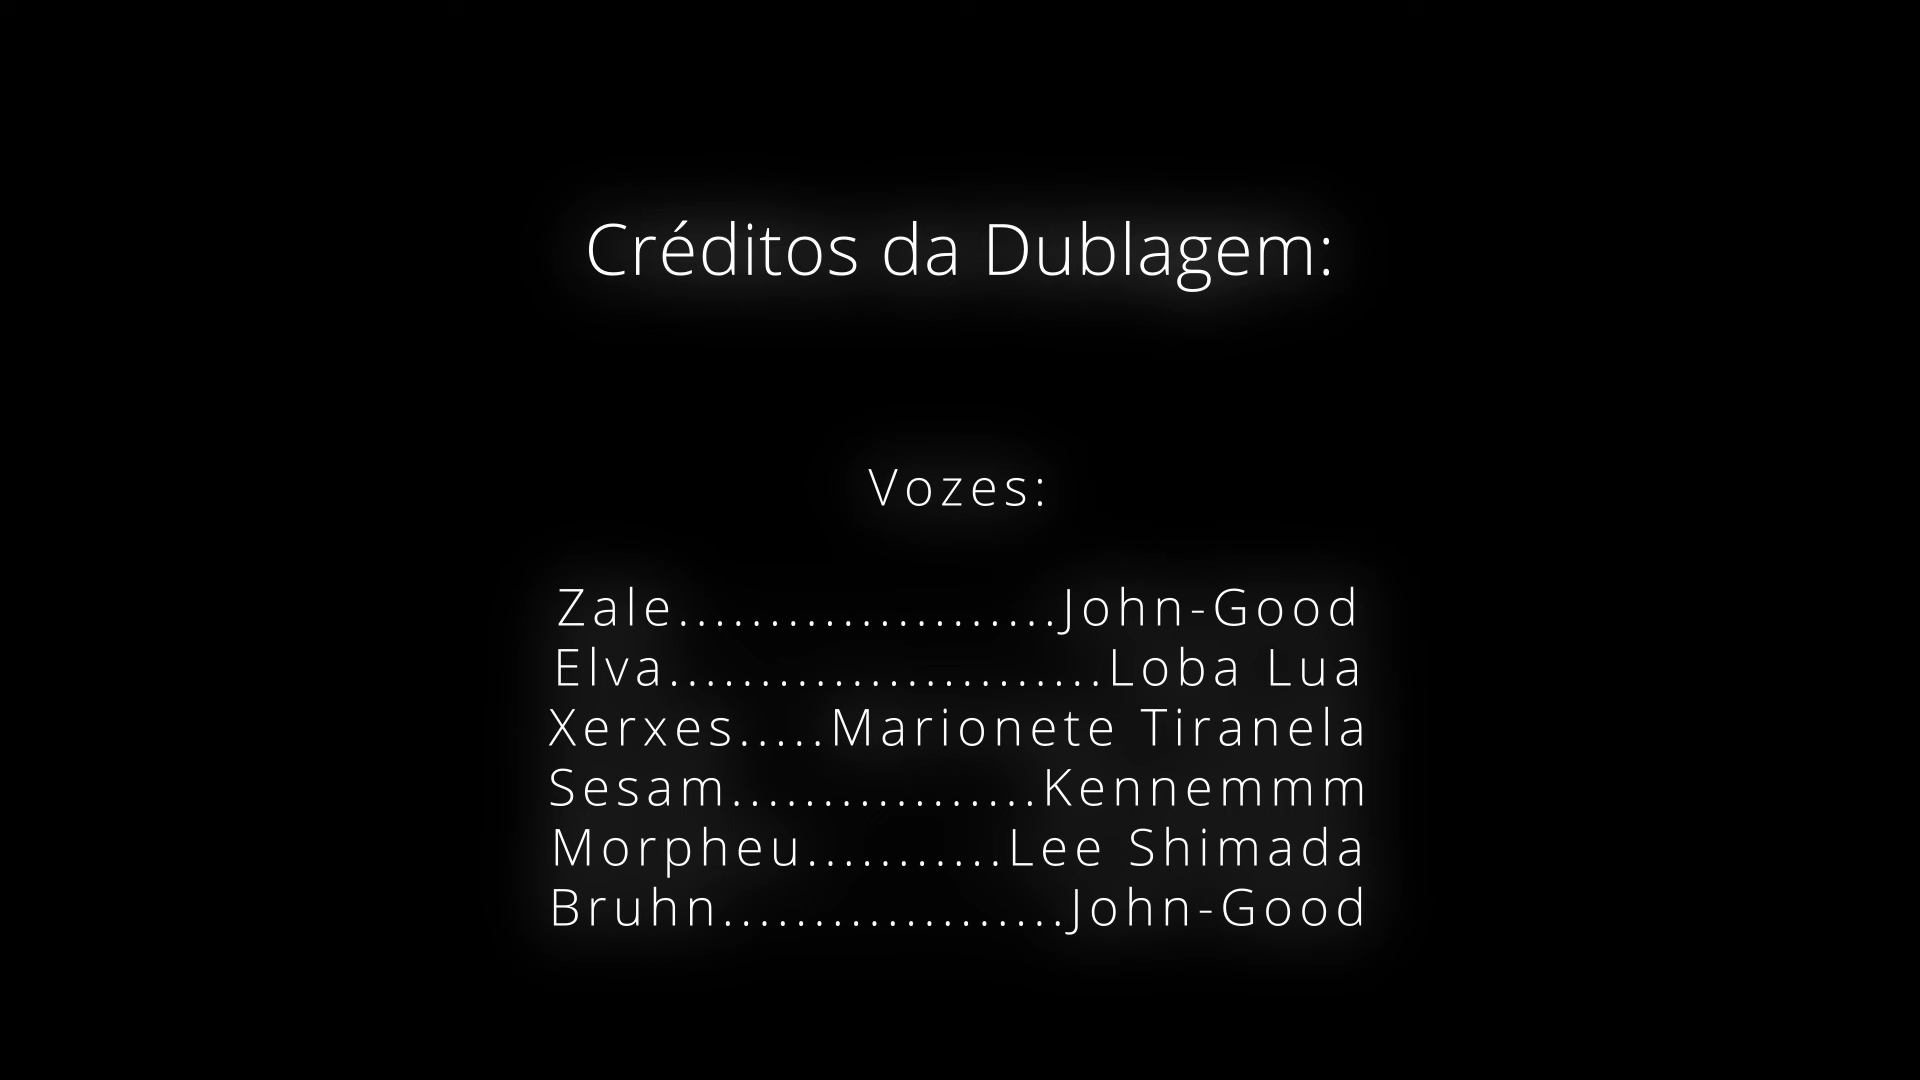 Créditos da Dublagem:
Vozes:
Zale.....................John-Good
Elva........................Loba Lua
Xerxes.....Marionete Tiranela
Sesam.................Kennemmm
Morpheu...........Lee Shimada
Bruhn...................John-Good